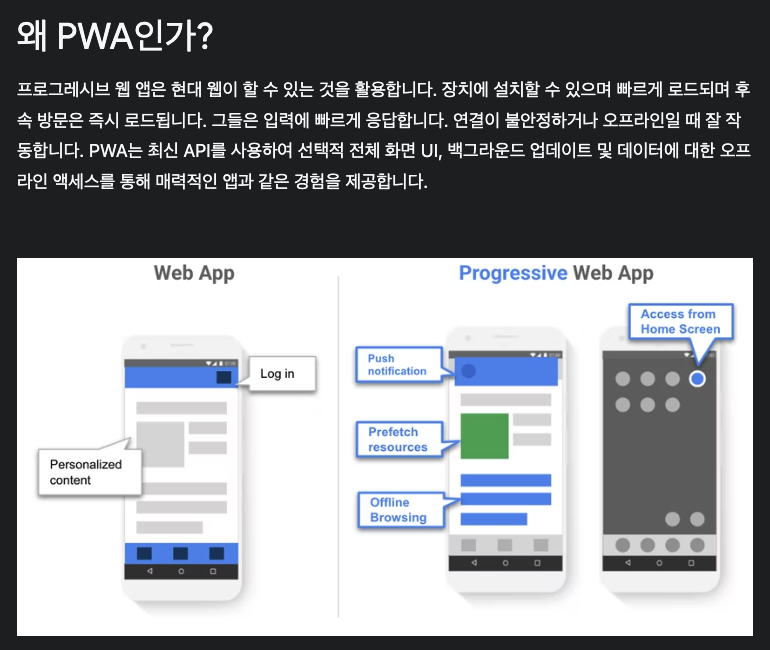 왜 PWA인가?
프로그레시브 웹 앱은 현대 웹이 할 수 있는 것을 활용합니다. 장치에 설치할 수 있으며 빠르게 로드되며 후
속 방문은 즉시 로드됩니다. 그들은 입력에 빠르게 응답합니다. 연결이 불안정하거나 오프라인일 때 잘 작
동합니다. PWA는 최신 API를 사용하여 선택적 전체 화면 UI, 백그라운드 업데이트 및 데이터에 대한 오프
라인 액세스를 통해 매력적인 앱과 같은 경험을 제공합니다.
Web App
Log in
Personalized
content
Progressive Web App
Access from
Home Screen
Push
notification
Prefetch
resources
Offline
Browsing